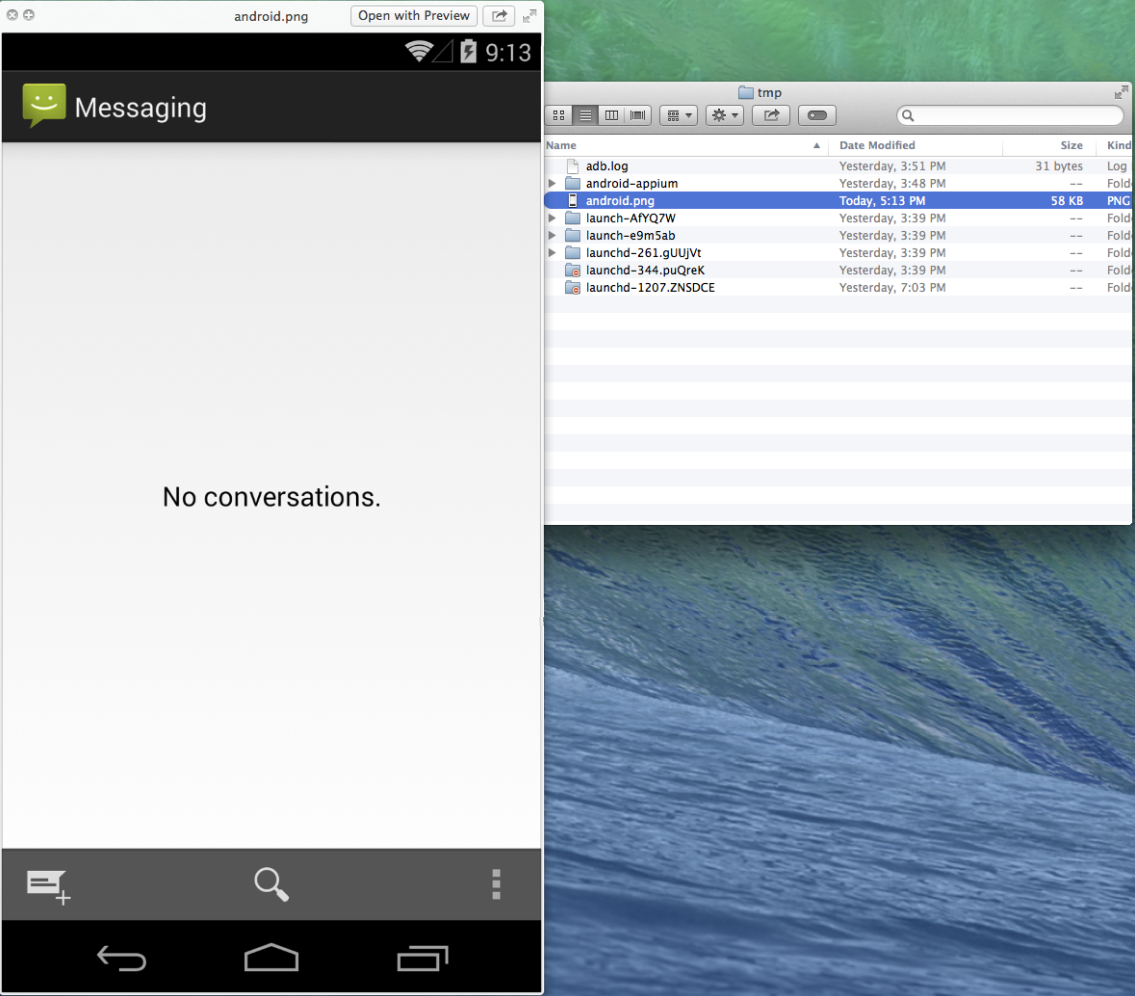 android.png
Open with Preview
9:13
Messaging
No conversations.
tmp
Name Date Modified Size Kind
adb.log Yesterday, 3:51 PM 31 bytes Log
android-appium Yesterday, 3:48 PM -- Fold
android.png Today, 5:13 PM 58 KB PNG
launch-AfYQ7W Yesterday, 3:39 PM -- Fold
launch-e9m5ab Yesterday, 3:39 PM -- Fold
launchd-261.gUUjVt Yesterday, 3:39 PM -- Fold
launchd-344.puQreK Yesterday, 3:39 PM -- Fold
launchd-1207.ZNSDCE Yesterday, 7:03 PM -- Fold